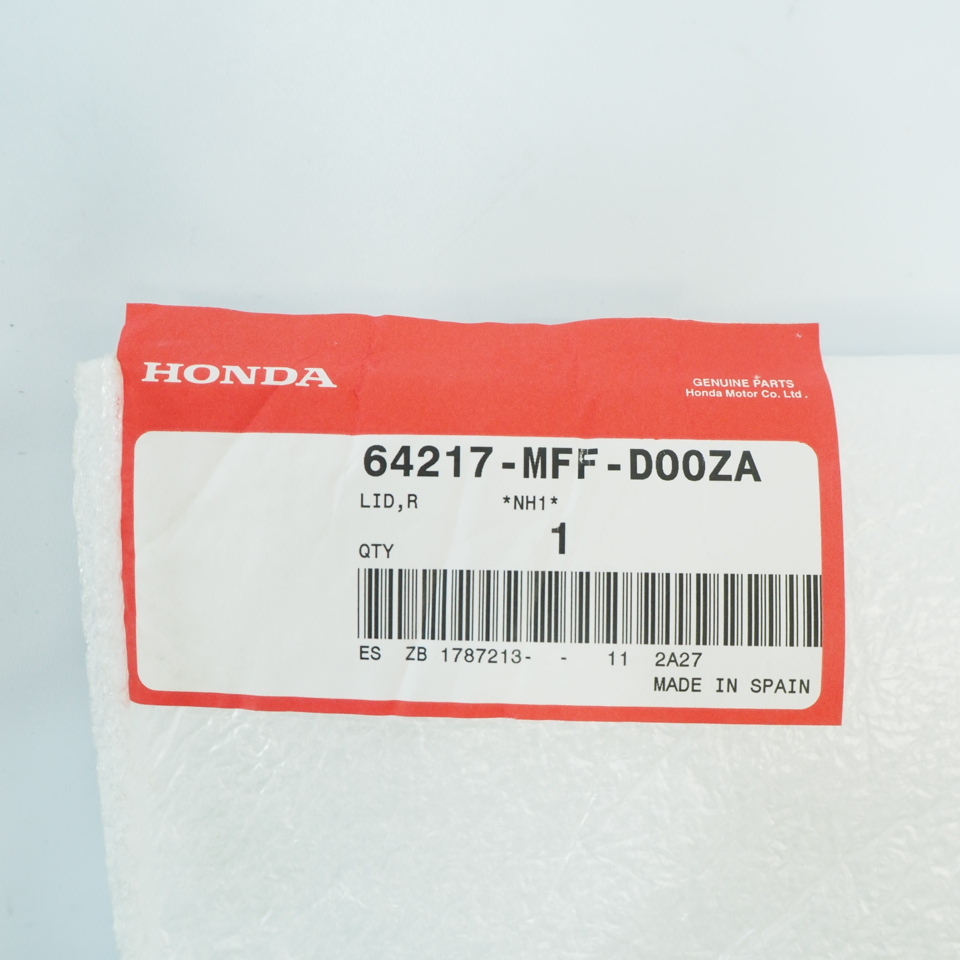 HONDA
GENUINE PARTS
Honda Motor Co. Ltd.
64217-MFF-D00ZA
LID,R *NH1*
QTY 1
ES ZB 1787213- - 11 2A27
MADE IN SPAIN